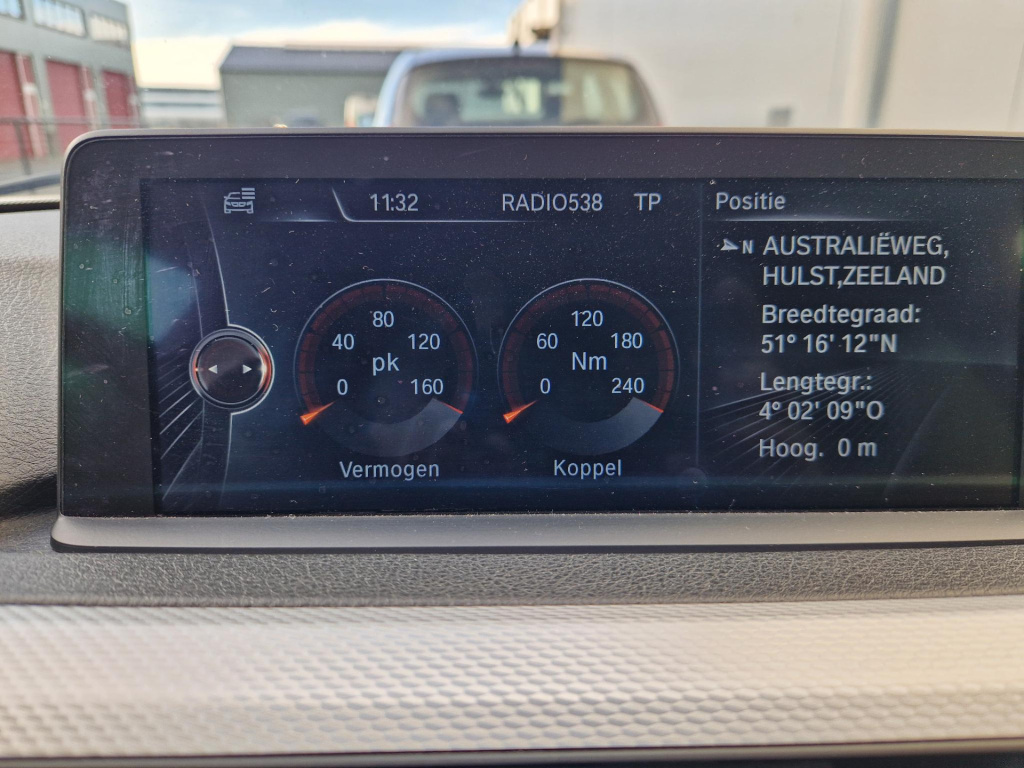 11:32 RADIO538 TP
80
40 120
pk
0 160
Vermogen
120
60 180
Nm
0 240
Koppel
Positie
N AUSTRALIËWEG,
HULST,ZEELAND
Breedtegraad:
51° 16' 12"N
Lengtegr.:
4° 02' 09"O
Hoog. 0 m